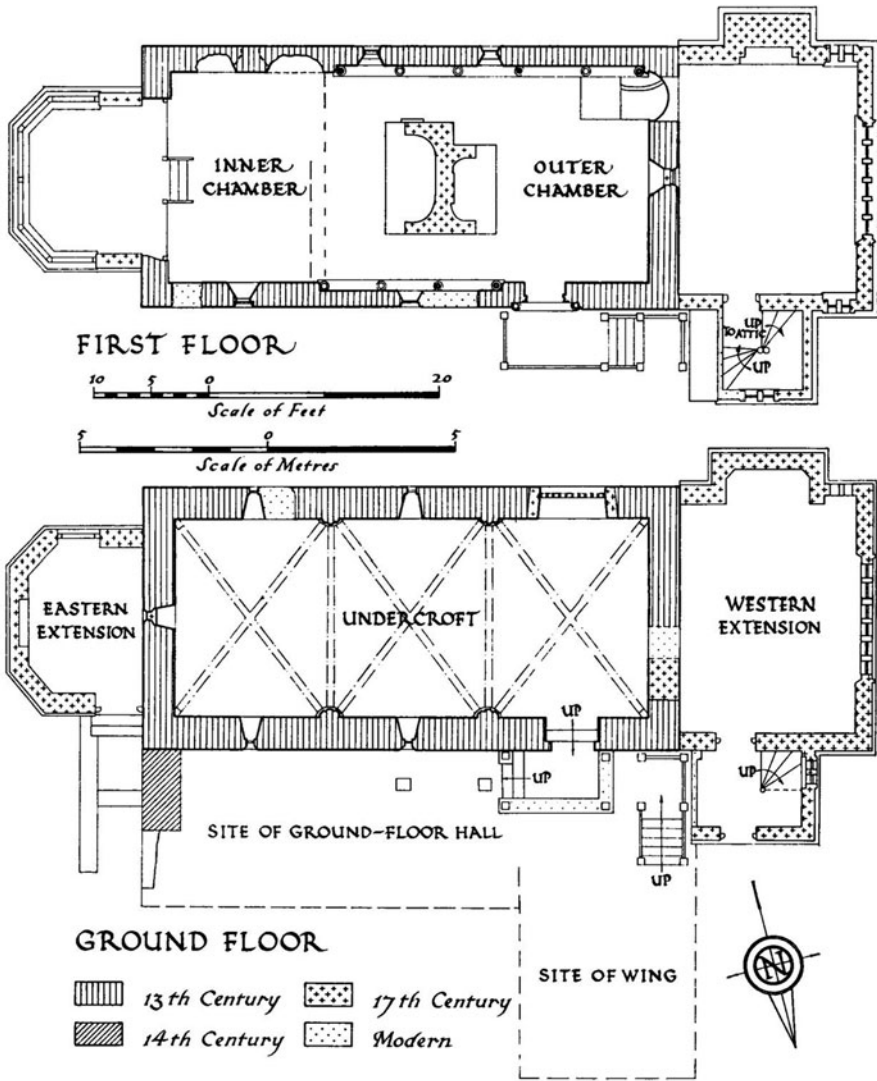 INNER
CHAMBER
OUTER
CHAMBER
UP
TO ATTIC
UP
FIRST FLOOR
10 5 0 20
Scale of Feet
5 0 5
Scale of Metres
EASTERN
EXTENSION
UNDERCROFT
WESTERN
EXTENSION
UP
UP
UP
UP
SITE OF GROUND-FLOOR HALL
GROUND FLOOR
13th Century
17th Century
14th Century
Modern
SITE OF WING
N